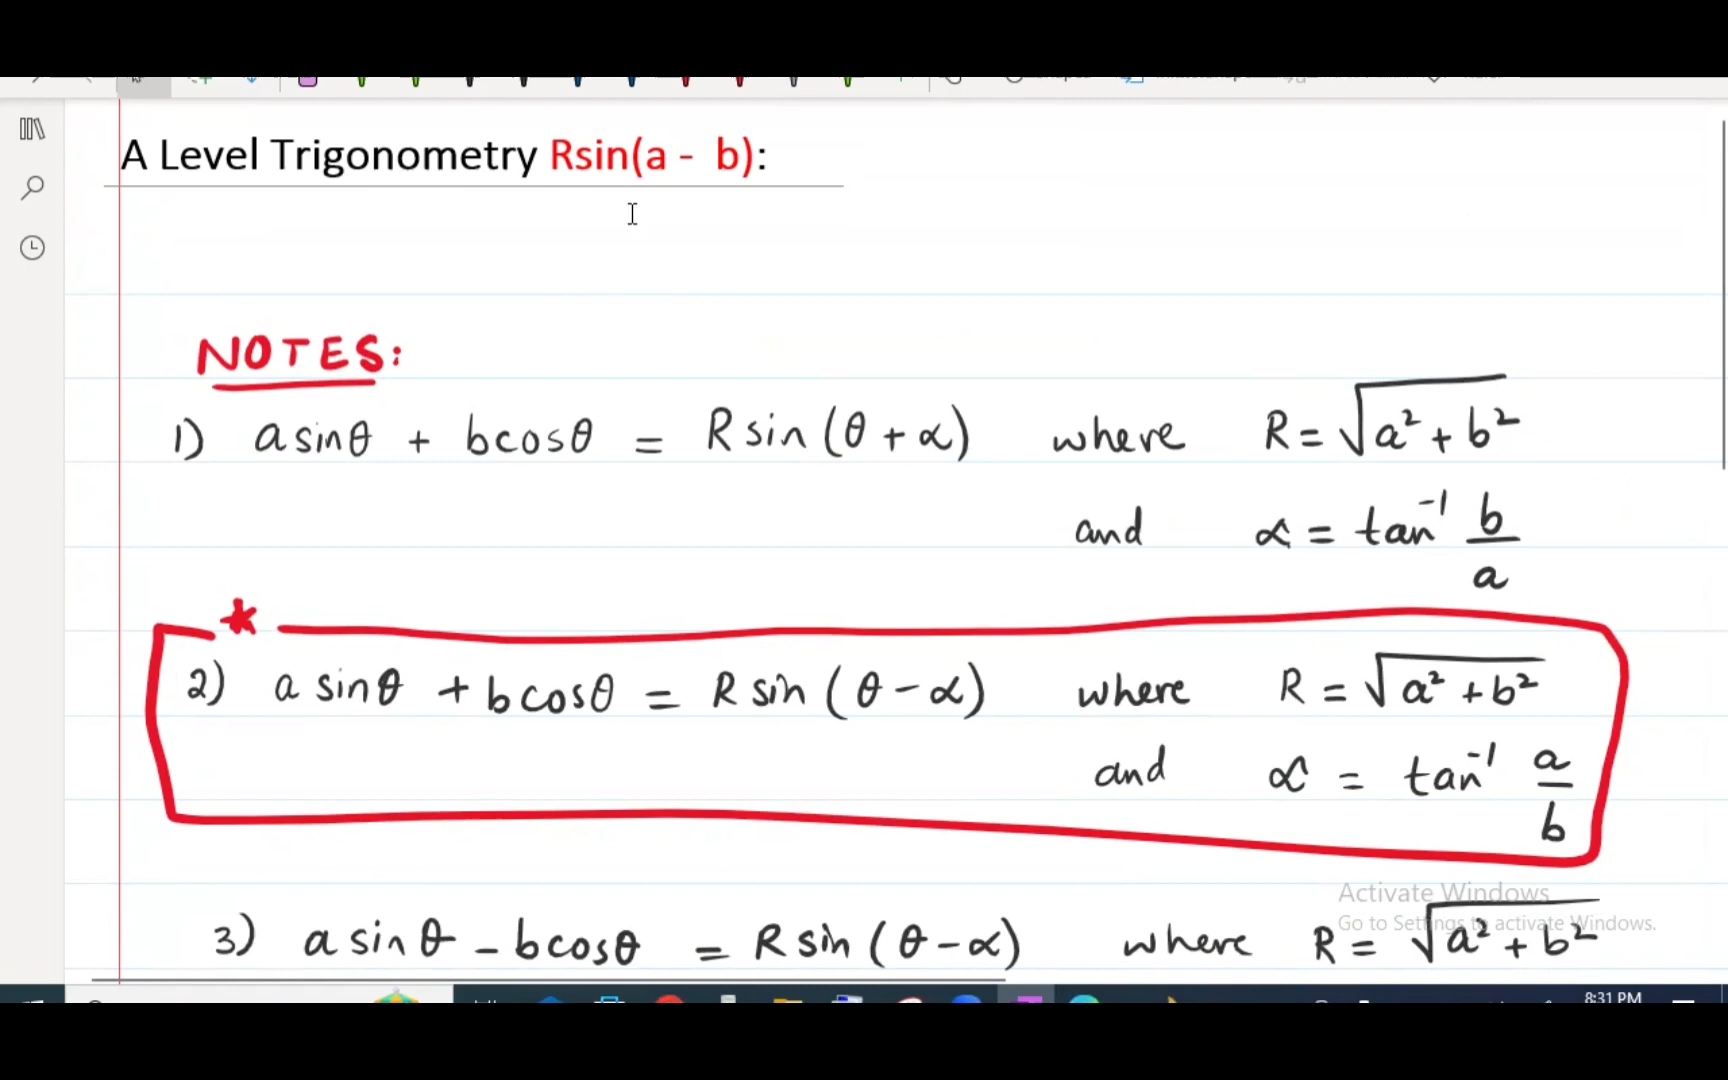 A Level Trigonometry Rsin(a - b):
NOTES:
1) a sinθ + b cosθ = R sin (θ + α) where R = √a² + b²
and α = tan⁻¹ b/a
*
2) a sinθ + b cosθ = R sin (θ - α) where R = √a² + b²
and α = tan⁻¹ a/b
Activate Windows
Go to Settings to activate Windows.
3) a sinθ - b cosθ = R sin (θ - α) where R = √a² + b²
8:31 PM